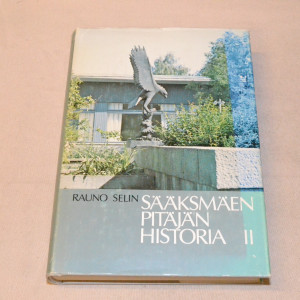 RAUNO SELIN
SÄÄKSMÄEN
PITÄJÄN
HISTORIA II